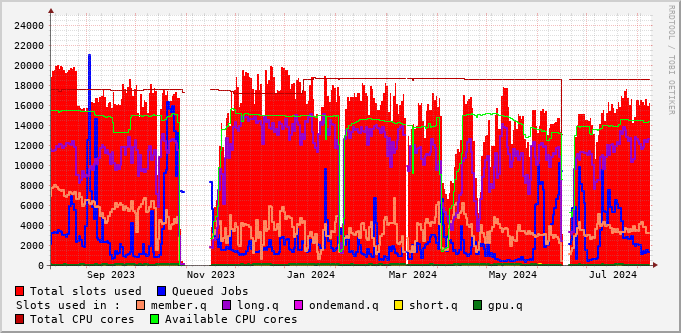 24000
22000
20000
18000
16000
14000
12000
10000
8000
6000
4000
2000
0
Sep 2023 Nov 2023 Jan 2024 Mar 2024 May 2024 Jul 2024
RRDTOOL / TOBI OETIKER
Total slots used Queued Jobs
Slots used in : member.q long.q ondemand.q short.q gpu.q
Total CPU cores Available CPU cores